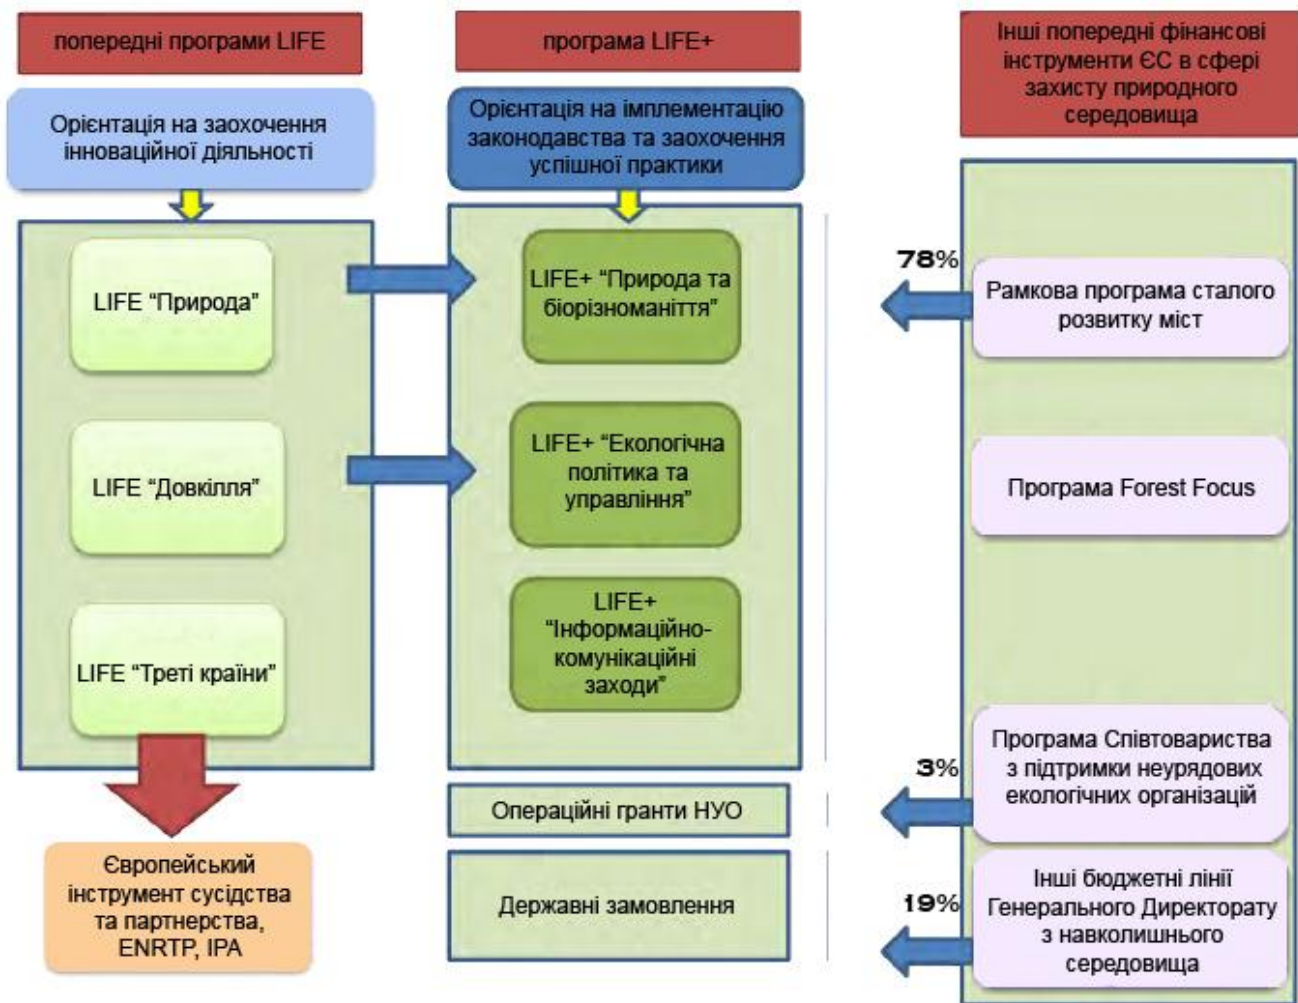 попередні програми LIFE
Орієнтація на заохочення
інноваційної діяльності
LIFE “Природа”
LIFE “Довкілля”
LIFE “Треті країни”
Європейський
інструмент сусідства
та партнерства,
ENRTP, IPA
програма LIFE+
Орієнтація на імплементацію
законодавства та заохочення
успішної практики
LIFE+ “Природа та
біорізноманіття”
LIFE+ “Екологічна
політика та
управління”
LIFE+
“Інформаційно-
комунікаційні
заходи”
Операційні гранти НУО
Державні замовлення
Інші попередні фінансові
інструменти ЄС в сфері
захисту природного
середовища
78%
Рамкова програма сталого
розвитку міст
Програма Forest Focus
3%
Програма Співтовариства
з підтримки неурядових
екологічних організацій
19%
Інші бюджетні лінії
Генерального Директорату
з навколишнього
середовища